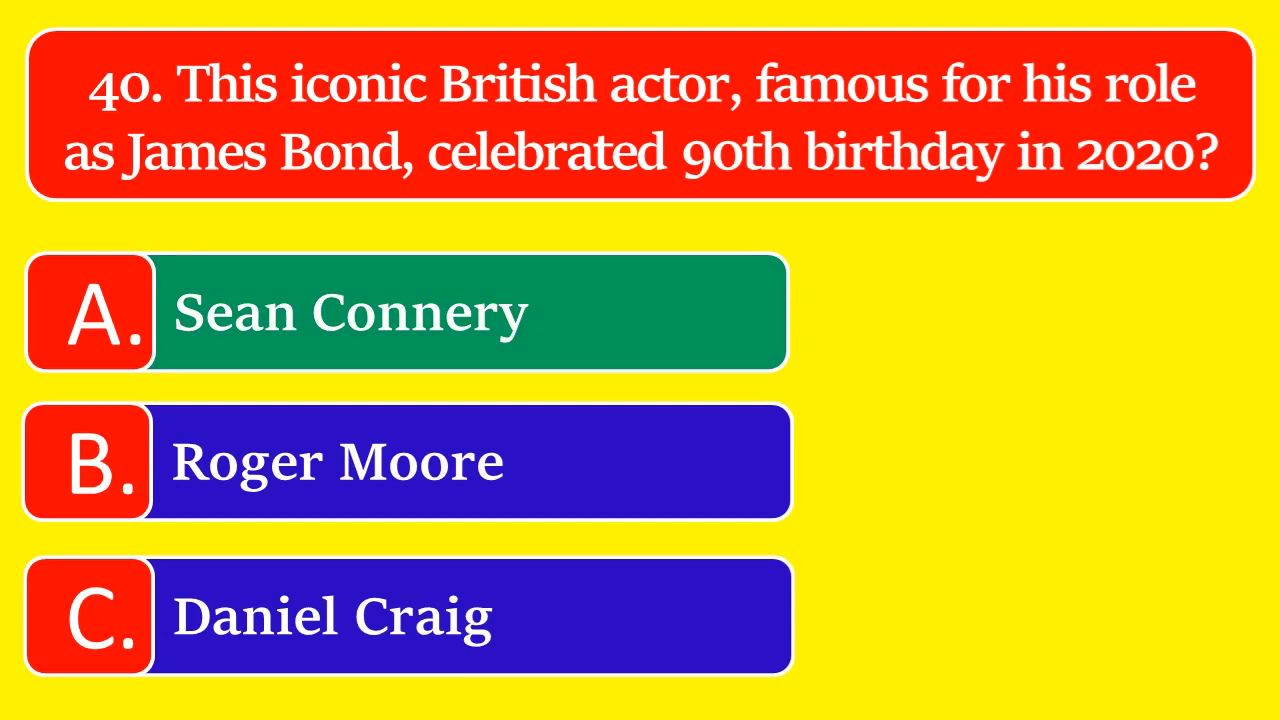 40. This iconic British actor, famous for his role
as James Bond, celebrated 90th birthday in 2020?
A. Sean Connery
B. Roger Moore
C. Daniel Craig